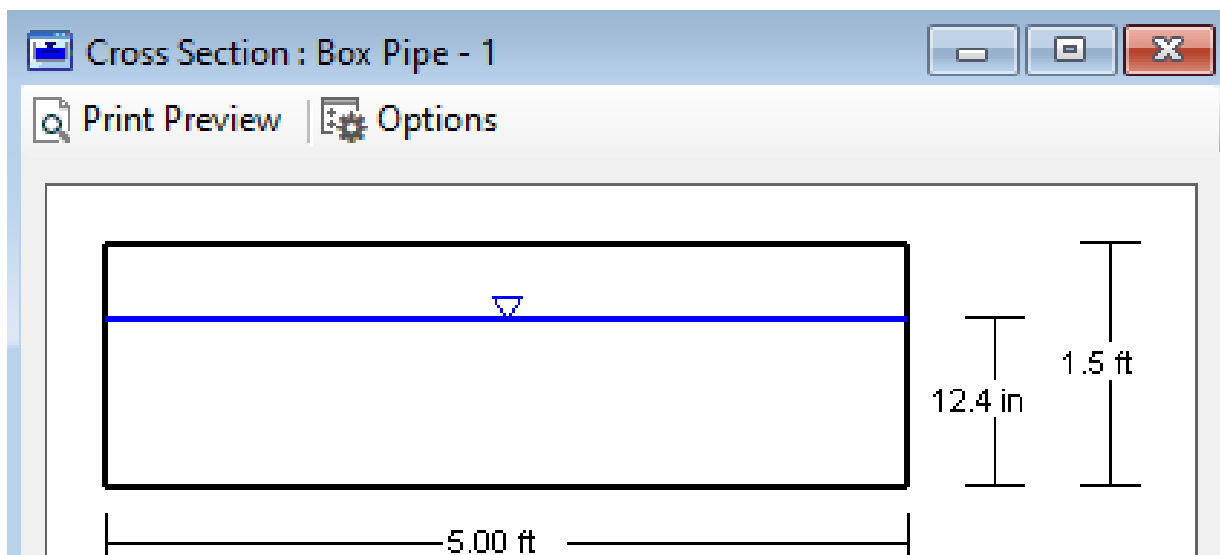 Cross Section : Box Pipe - 1
Print Preview Options
1.5 ft
12.4 in
5.00 ft